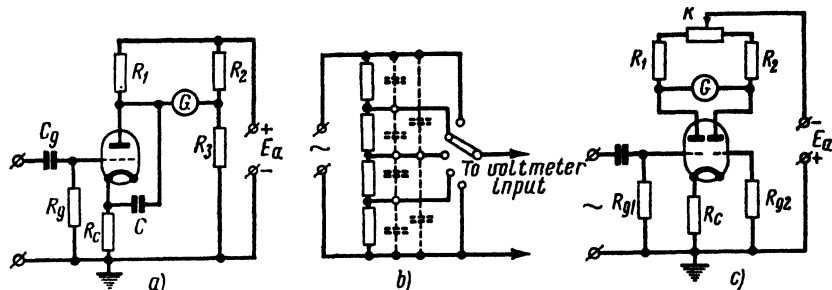 R1
R2
G
Cg
R3
+
Ea
-
Rg
Rc
C
a)
~
To voltmeter
input
b)
K
R1
R2
G
-
Ea
+
~
Rg1
Rc
Rg2
c)